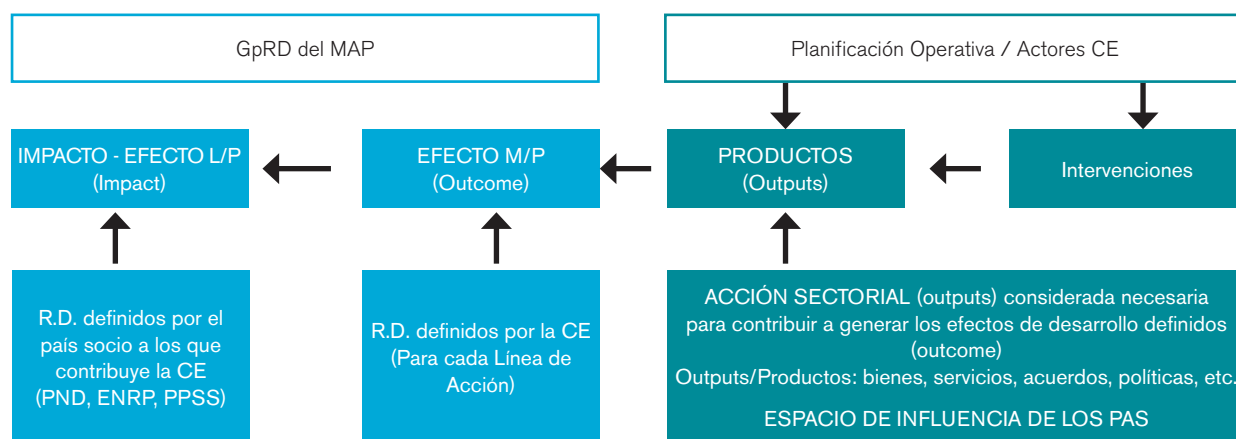 GpRD del MAP
Planificación Operativa / Actores CE
IMPACTO - EFECTO L/P
(Impact)
EFECTO M/P
(Outcome)
PRODUCTOS
(Outputs)
Intervenciones
R.D. definidos por el
país socio a los que
contribuye la CE
(PND, ENRP, PPSS)
R.D. definidos por la CE
(Para cada Línea de
Acción)
ACCIÓN SECTORIAL (outputs) considerada necesaria
para contribuir a generar los efectos de desarrollo definidos
(outcome)
Outputs/Productos: bienes, servicios, acuerdos, políticas, etc.
ESPACIO DE INFLUENCIA DE LOS PAS